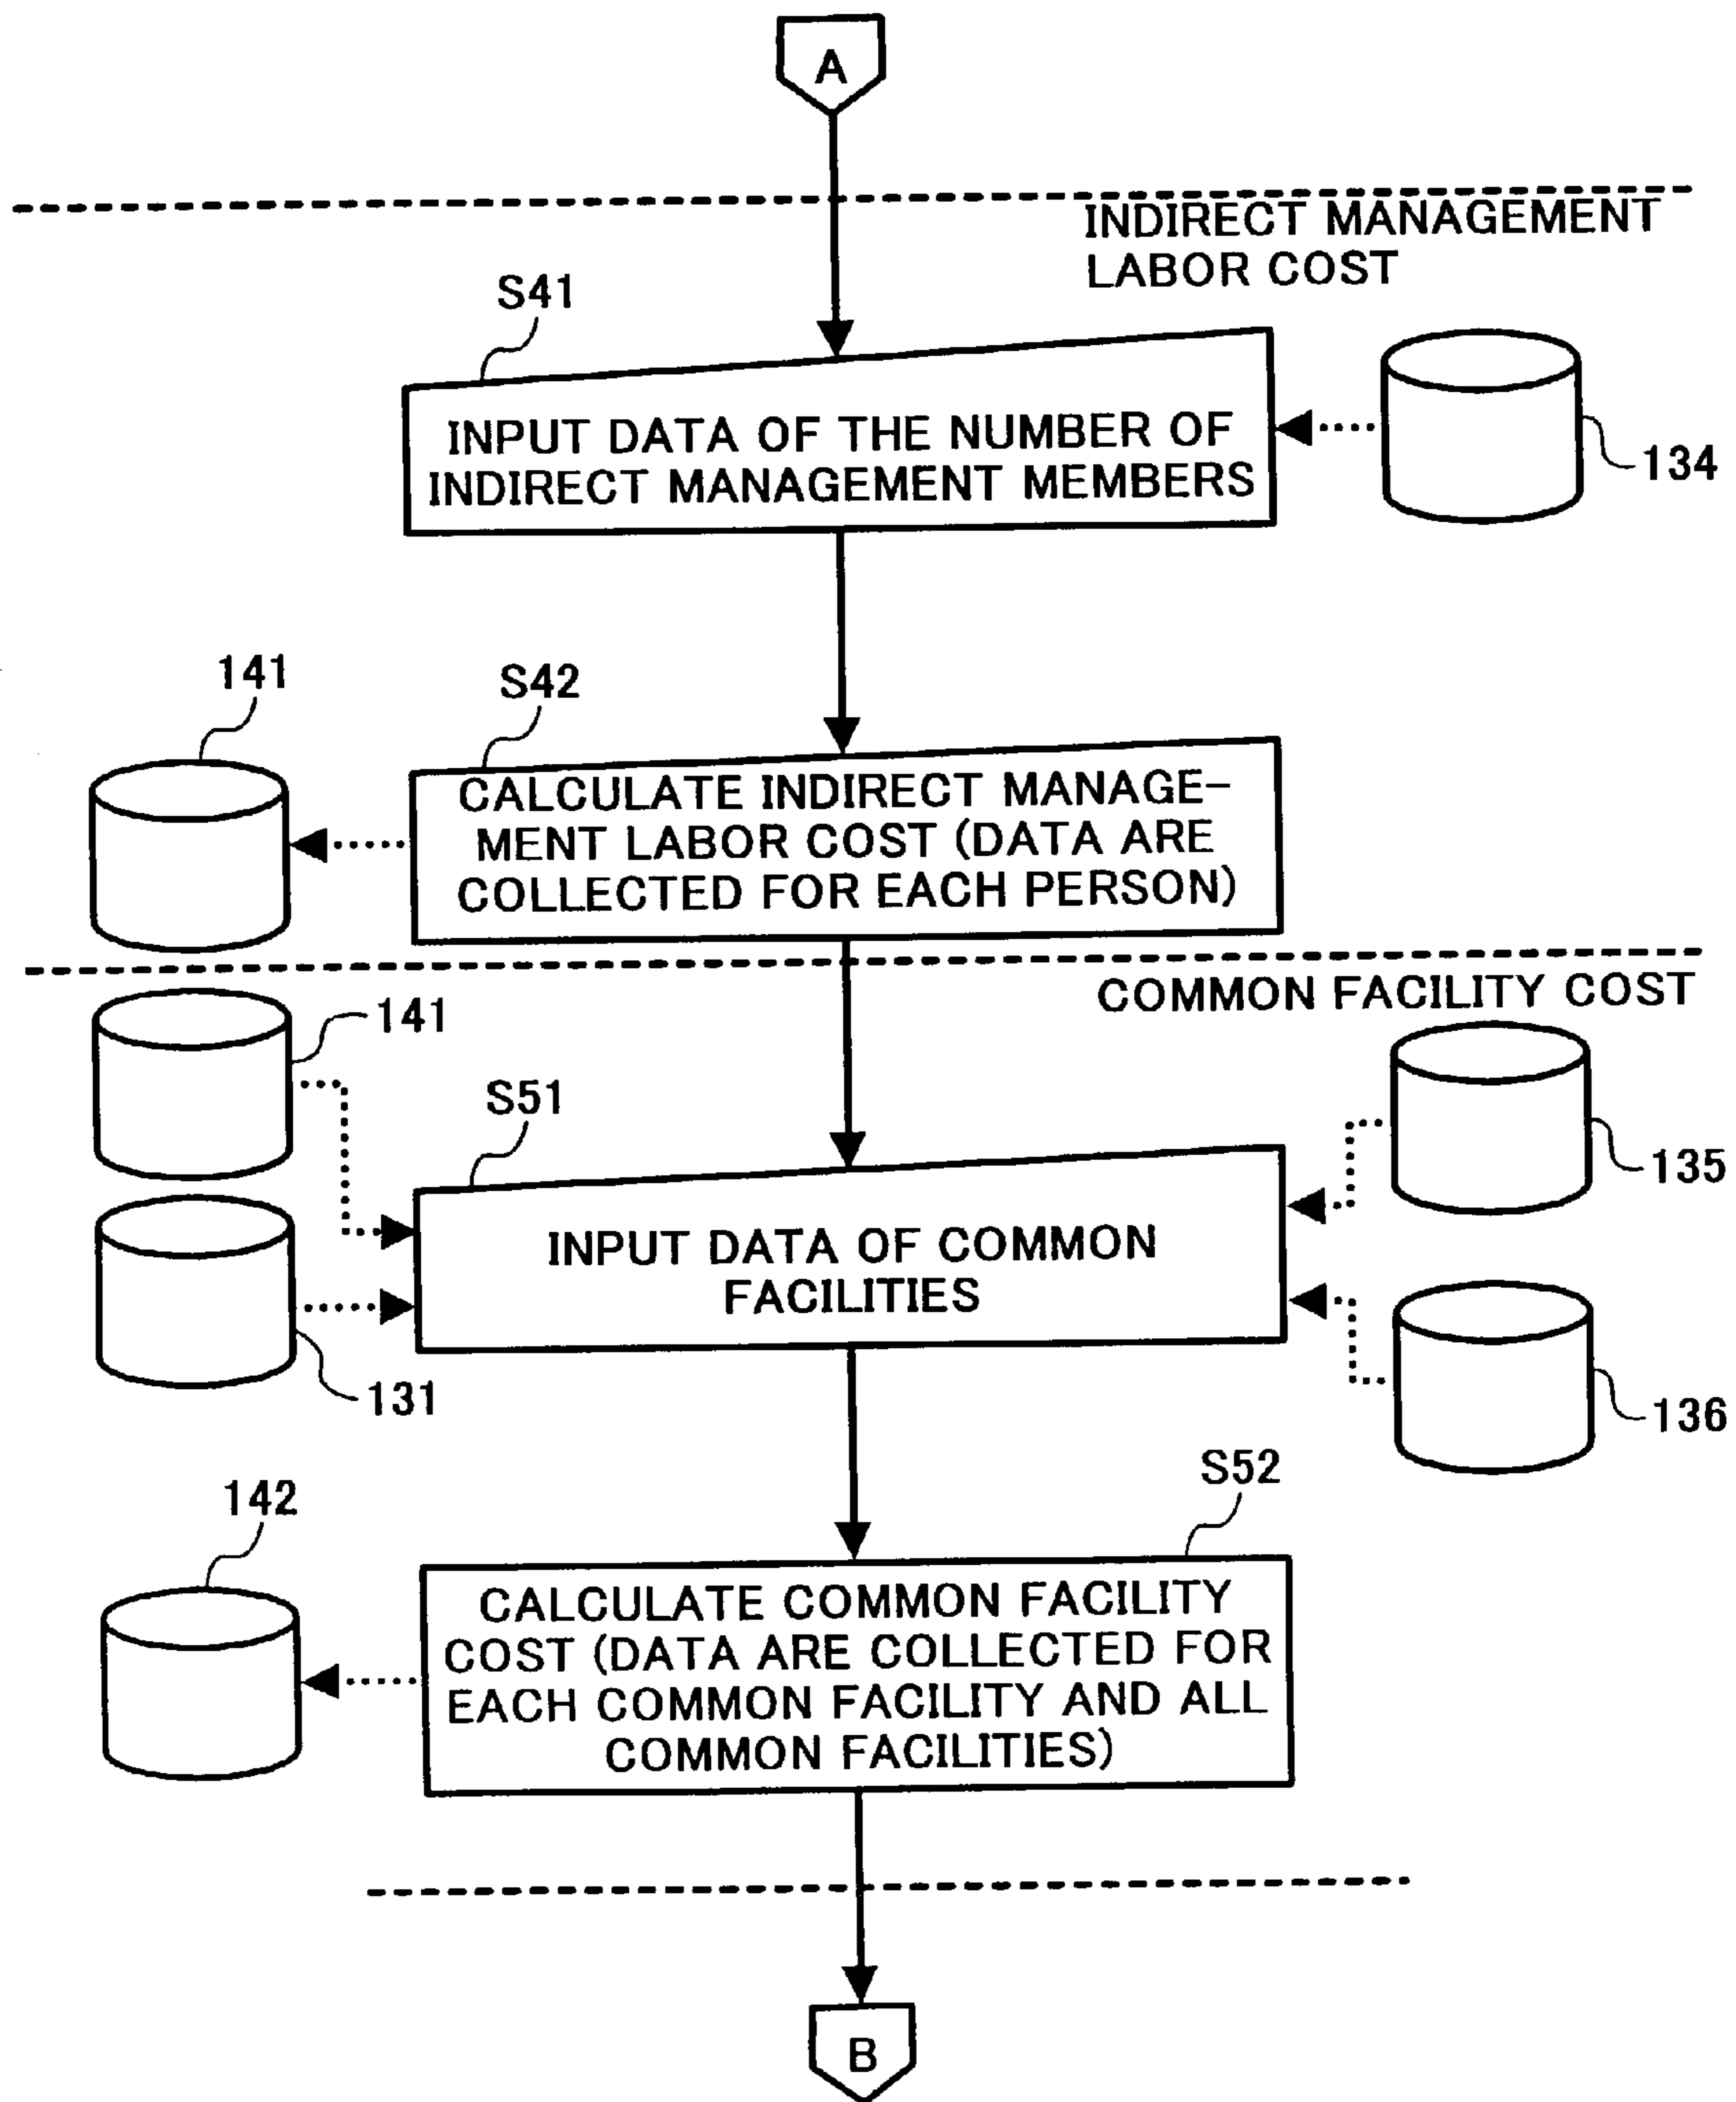 A
INDIRECT MANAGEMENT
LABOR COST
S41
INPUT DATA OF THE NUMBER OF
INDIRECT MANAGEMENT MEMBERS
134
141
S42
CALCULATE INDIRECT MANAGE-
MENT LABOR COST (DATA ARE
COLLECTED FOR EACH PERSON)
COMMON FACILITY COST
141
S51
135
INPUT DATA OF COMMON
FACILITIES
131
136
142
S52
CALCULATE COMMON FACILITY
COST (DATA ARE COLLECTED FOR
EACH COMMON FACILITY AND ALL
COMMON FACILITIES)
B